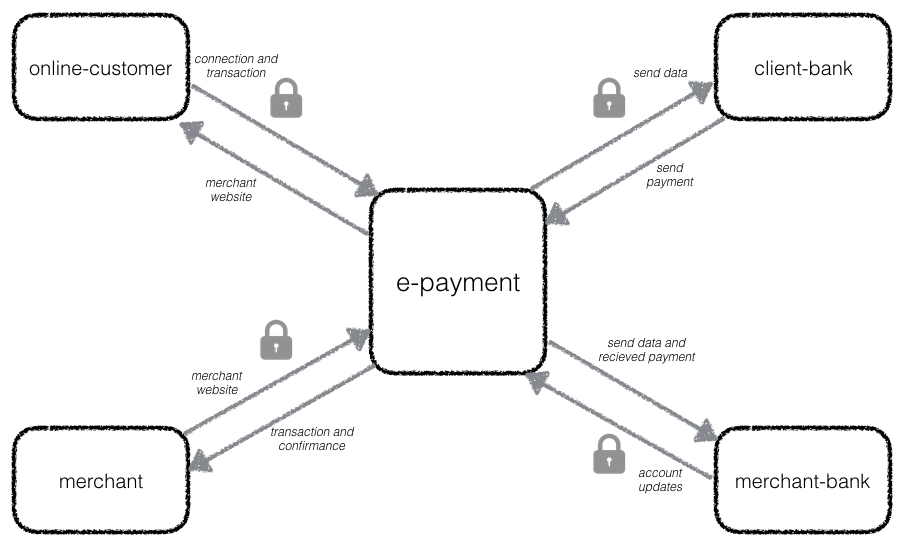 online-customer
connection and
transaction
send data
client-bank
merchant
website
send
payment
e-payment
merchant
website
send data and
recieved payment
transaction and
confirmance
merchant
account
updates
merchant-bank